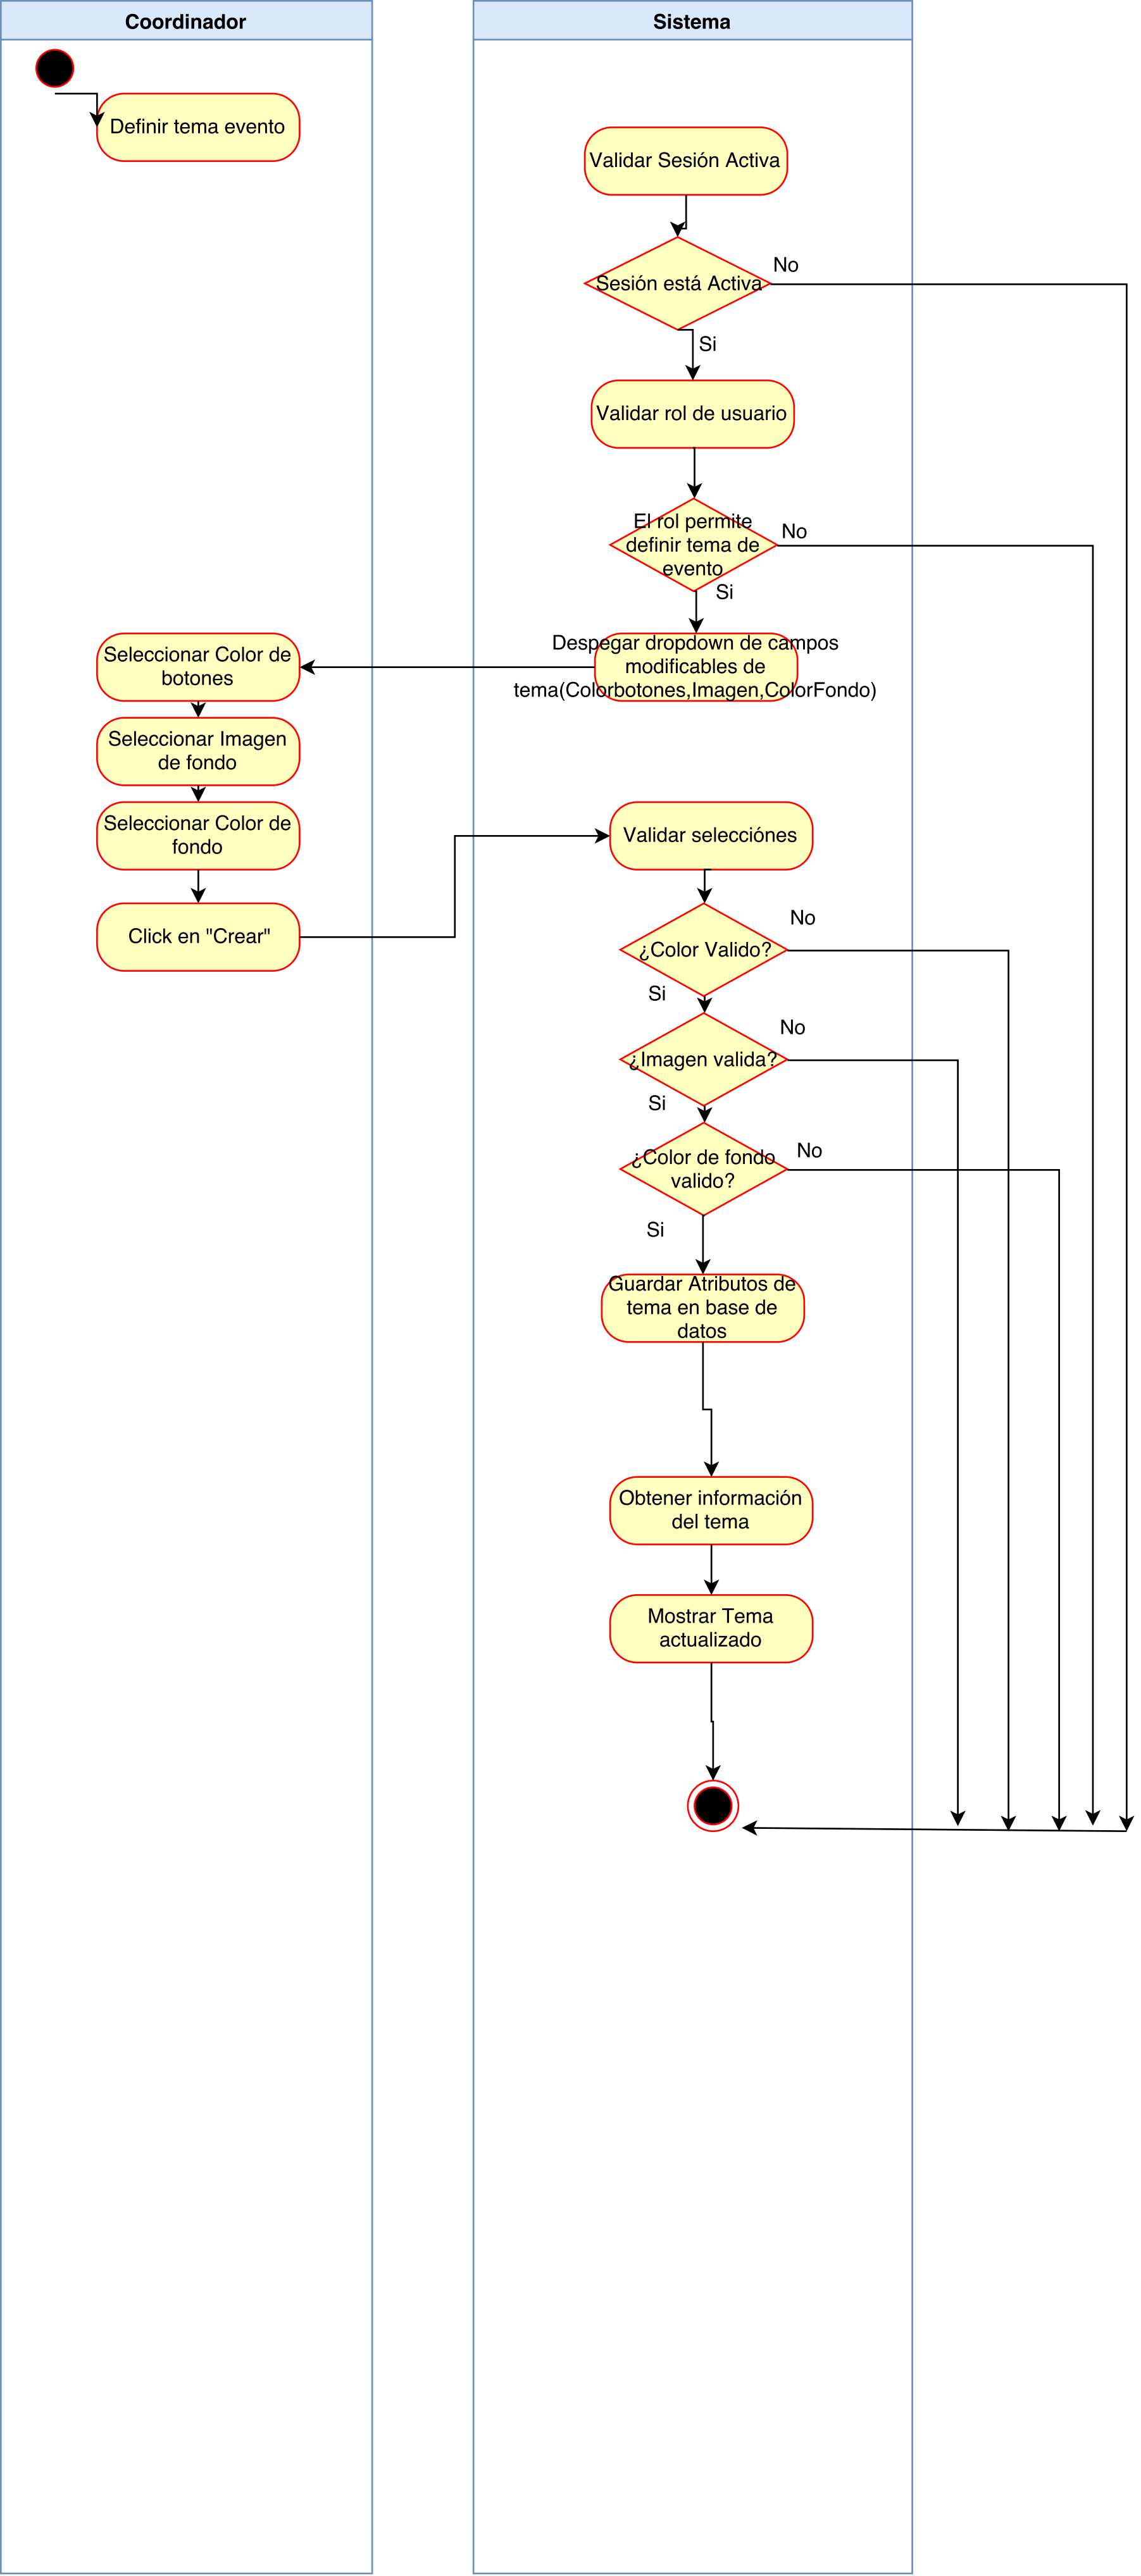 Coordinador
Sistema
Definir tema evento
Validar Sesión Activa
Sesión está Activa
No
Si
Validar rol de usuario
El rol permite
definir tema de
evento
No
Si
Despegar dropdown de campos
modificables de
tema(Colorbotones,Imagen,ColorFondo)
Seleccionar Color de
botones
Seleccionar Imagen
de fondo
Seleccionar Color de
fondo
Click en "Crear"
Validar selecciónes
¿Color Valido?
No
Si
¿Imagen valida?
No
Si
¿Color de fondo
valido?
No
Si
Guardar Atributos de
tema en base de
datos
Obtener información
del tema
Mostrar Tema
actualizado